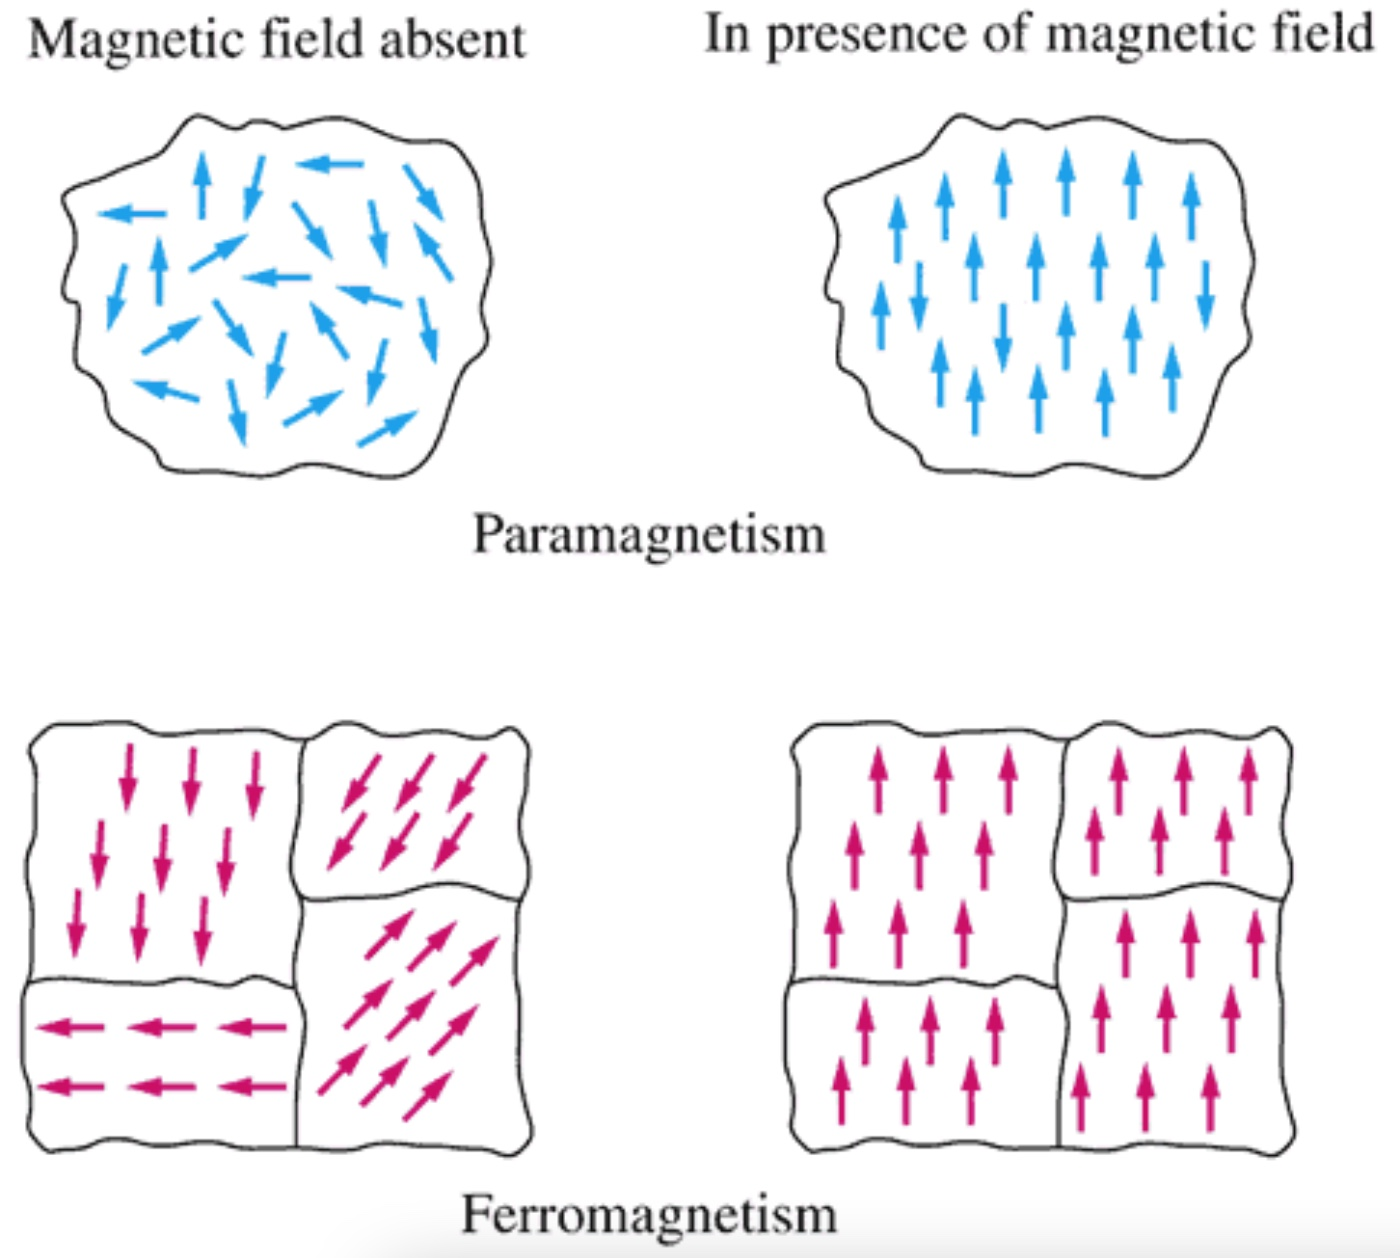 Magnetic field absent
In presence of magnetic field
Paramagnetism
Ferromagnetism